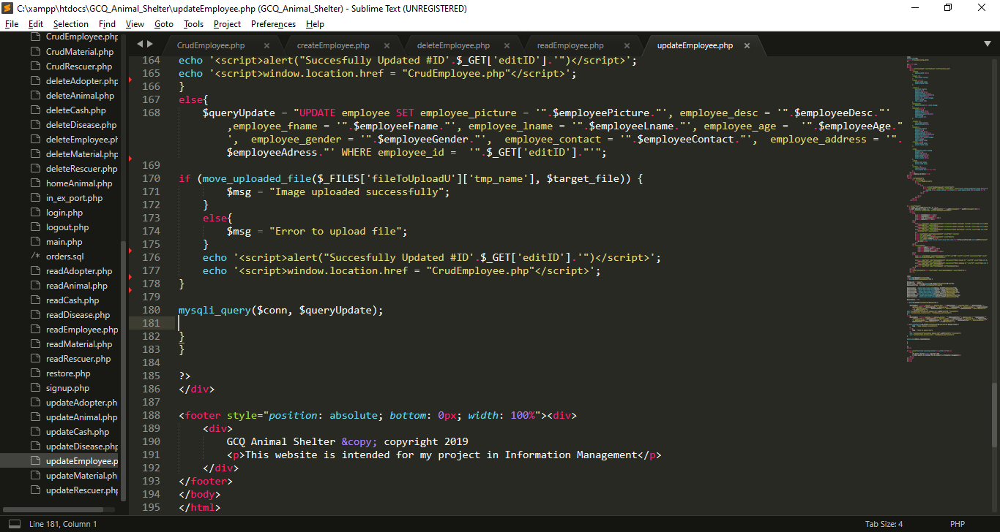 C:\xampp\htdocs\GCQ_Animal_Shelter\updateEmployee.php (GCQ_Animal_Shelter) - Sublime Text (UNREGISTERED)
File Edit Selection Find View Goto Tools Project Preferences Help
CrudEmployee.php
CrudMaterial.php
CrudRescuer.php
deleteAdopter.php
deleteAnimal.php
deleteCash.php
deleteDisease.php
deleteEmployee.ph
deleteMaterial.php
deleteRescuer.php
homeAnimal.php
in_ex_port.php
login.php
logout.php
main.php
/* orders.sql
readAdopter.php
readAnimal.php
readCash.php
readDisease.php
readEmployee.php
readMaterial.php
readRescuer.php
restore.php
signup.php
updateAdopter.ph
updateAnimal.php
updateCash.php
updateDisease.php
updateEmployee.p
updateMaterial.ph
updateRescuer.php
CrudEmployee.php × createEmployee.php × deleteEmployee.php × readEmployee.php × updateEmployee.php ×
164 echo '<script>alert("Succesfully Updated #ID'.$_GET['editID'].'")</script>';
165 echo '<script>window.location.href = "CrudEmployee.php"</script>';
166 }
167 else{
168 $queryUpdate = "UPDATE employee SET employee_picture = '".$employeePicture."', employee_desc = '".$employeeDesc."'
,employee_fname = '".$employeeFname."', employee_lname = '".$employeeLname."', employee_age =  '".$employeeAge."
',  employee_gender = '".$employeeGender."',  employee_contact = '".$employeeContact."',  employee_address = '".
$employeeAdress."' WHERE employee_id =  '".$_GET['editID']."'";
169
170 if (move_uploaded_file($_FILES['fileToUploadU']['tmp_name'], $target_file)) {
171 $msg = "Image uploaded successfully";
172 }
173 else{
174 $msg = "Error to upload file";
175 }
176 echo '<script>alert("Succesfully Updated #ID'.$_GET['editID'].'")</script>';
177 echo '<script>window.location.href = "CrudEmployee.php"</script>';
178 }
179
180 mysqli_query($conn, $queryUpdate);
181
182 }
183 }
184
185 ?>
186 </div>
187
188 <footer style="position: absolute; bottom: 0px; width: 100%"><div>
189 <div>
190 GCQ Animal Shelter &copy; copyright 2019
191 <p>This website is intended for my project in Information Management</p>
192 </div>
193 </footer>
194 </body>
195 </html>
Line 181, Column 1 Tab Size: 4 PHP